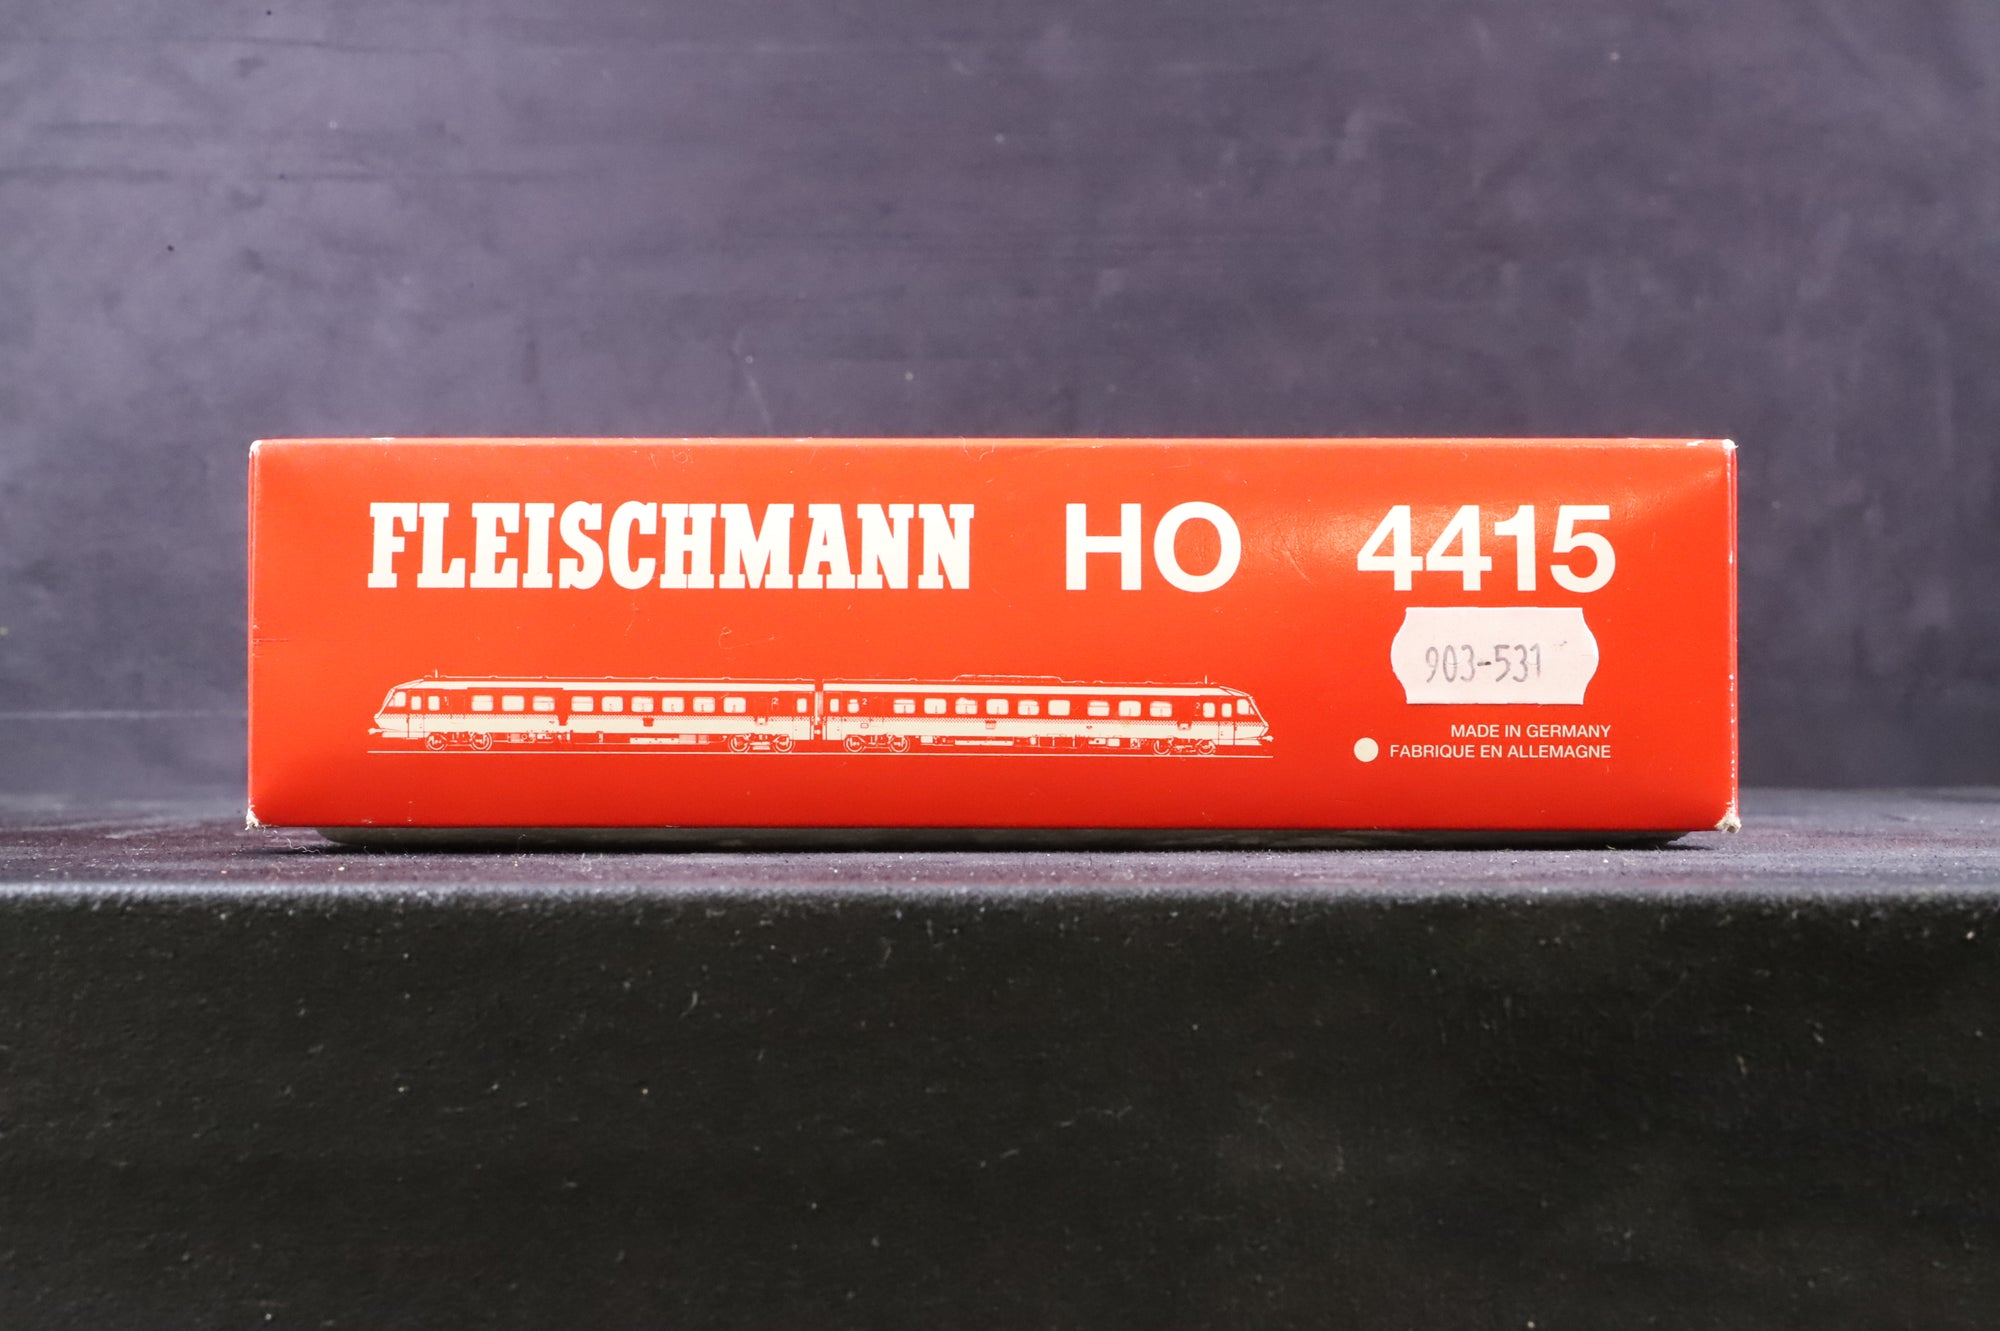 FLEISCHMANN HO 4415
903-531
MADE IN GERMANY
FABRIQUE EN ALLEMAGNE